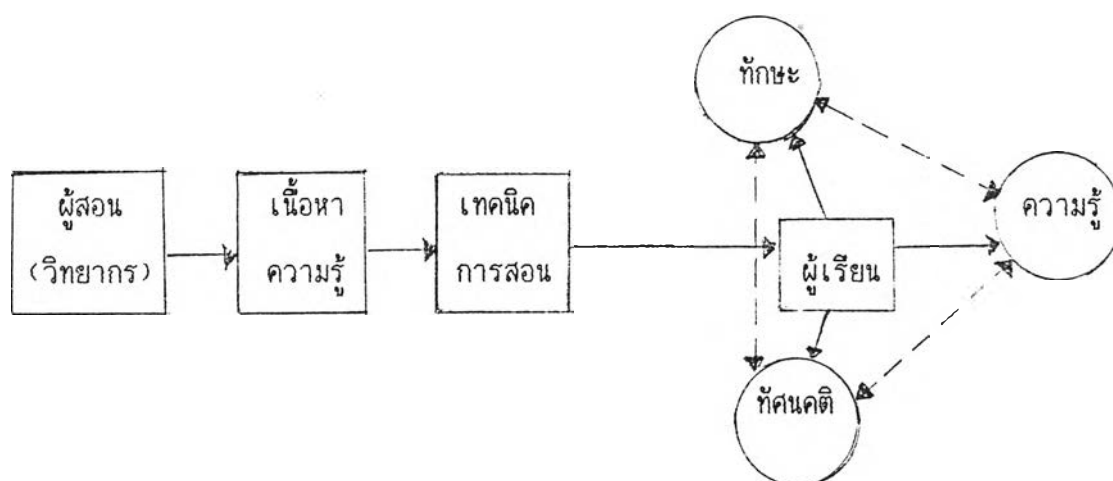 ทักษะ
ผู้สอน
(วิทยากร)
เนื้อหา
ความรู้
เทคนิค
การสอน
ผู้เรียน
ความรู้
ทัศนคติ